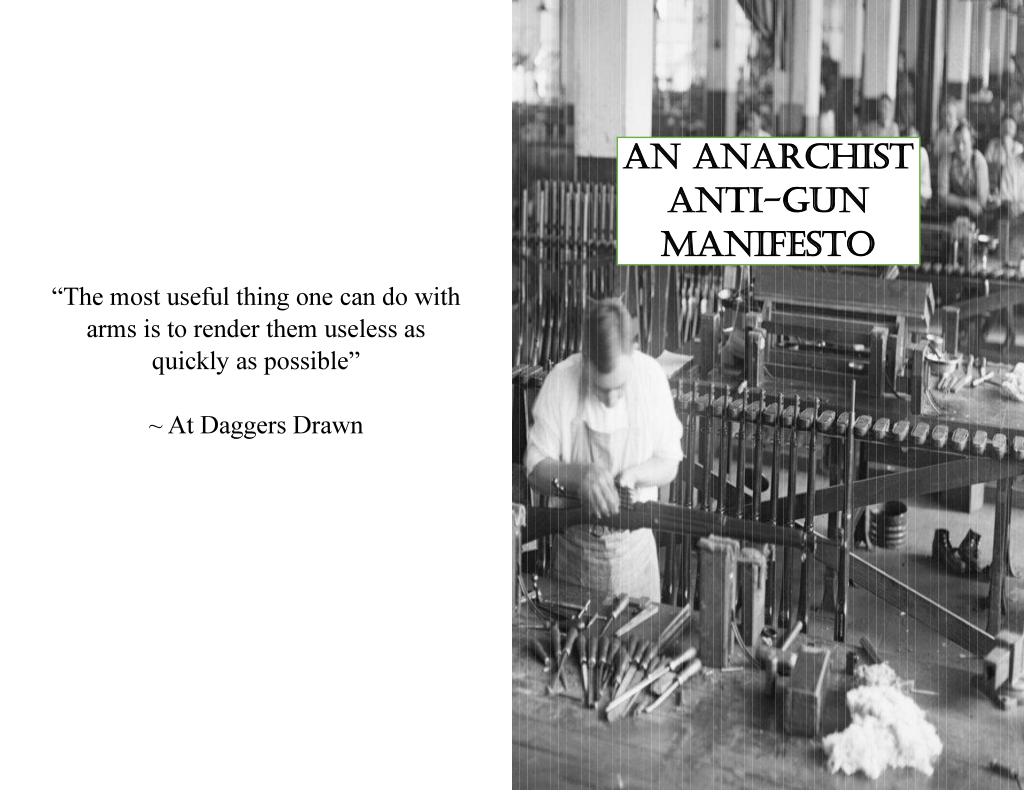 “The most useful thing one can do with
arms is to render them useless as
quickly as possible”
~ At Daggers Drawn
AN ANARCHIST
ANTI-GUN
MANIFESTO